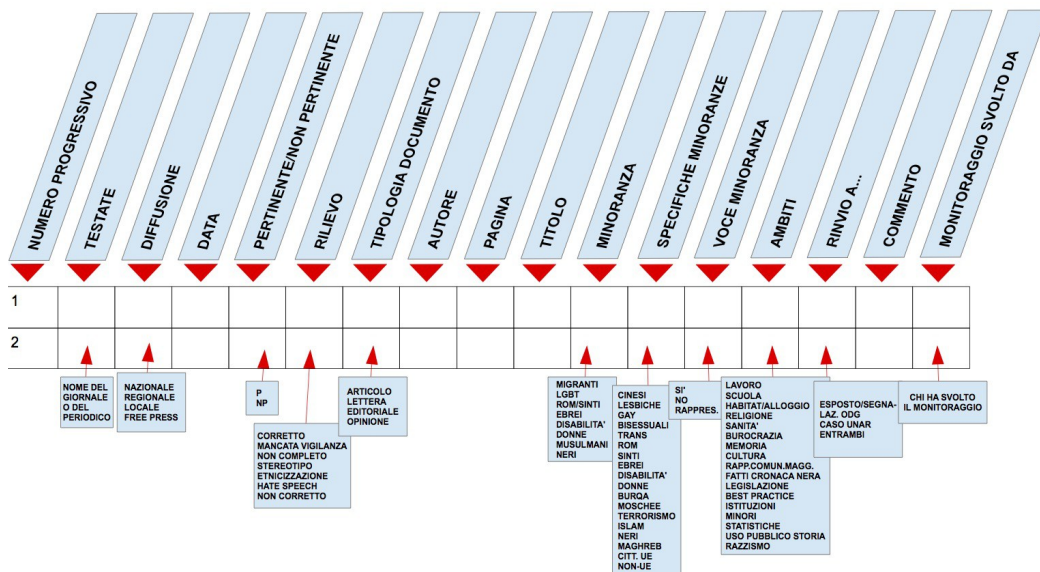 NUMERO PROGRESSIVO
TESTATE
DIFFUSIONE
DATA
PERTINENTE/NON PERTINENTE
RILIEVO
TIPOLOGIA DOCUMENTO
AUTORE
PAGINA
TITOLO
MINORANZA
SPECIFICHE MINORANZE
VOCE MINORANZA
AMBITI
RINVIO A...
COMMENTO
MONITORAGGIO SVOLTO DA
1
2
NOME DEL
GIORNALE
O DEL
PERIODICO
NAZIONALE
REGIONALE
LOCALE
FREE PRESS
P
NP
CORRETTO
MANCATA VIGILANZA
NON COMPLETO
STEREOTIPO
ETNICIZZAZIONE
HATE SPEECH
NON CORRETTO
ARTICOLO
LETTERA
EDITORIALE
OPINIONE
MIGRANTI
LGBT
ROM/SINTI
EBREI
DISABILITA'
DONNE
MUSULMANI
NERI
CINESI
LESBICHE
GAY
BISESSUALI
TRANS
ROM
SINTI
EBREI
DISABILITA'
DONNE
BURQA
MOSCHEE
TERRORISMO
ISLAM
NERI
MAGHREB
CITT. UE
NON-UE
SI'
NO
RAPPRES.
LAVORO
SCUOLA
HABITAT/ALLOGGIO
RELIGIONE
SANITA'
BUROCRAZIA
MEMORIA
CULTURA
RAPP.COMUN.MAGG.
FATTI CRONACA NERA
LEGISLAZIONE
BEST PRACTICE
ISTITUZIONI
MINORI
STATISTICHE
USO PUBBLICO STORIA
RAZZISMO
ESPOSTO/SEGNA-
LAZ. ODG
CASO UNAR
ENTRAMBI
CHI HA SVOLTO
IL MONITORAGGIO